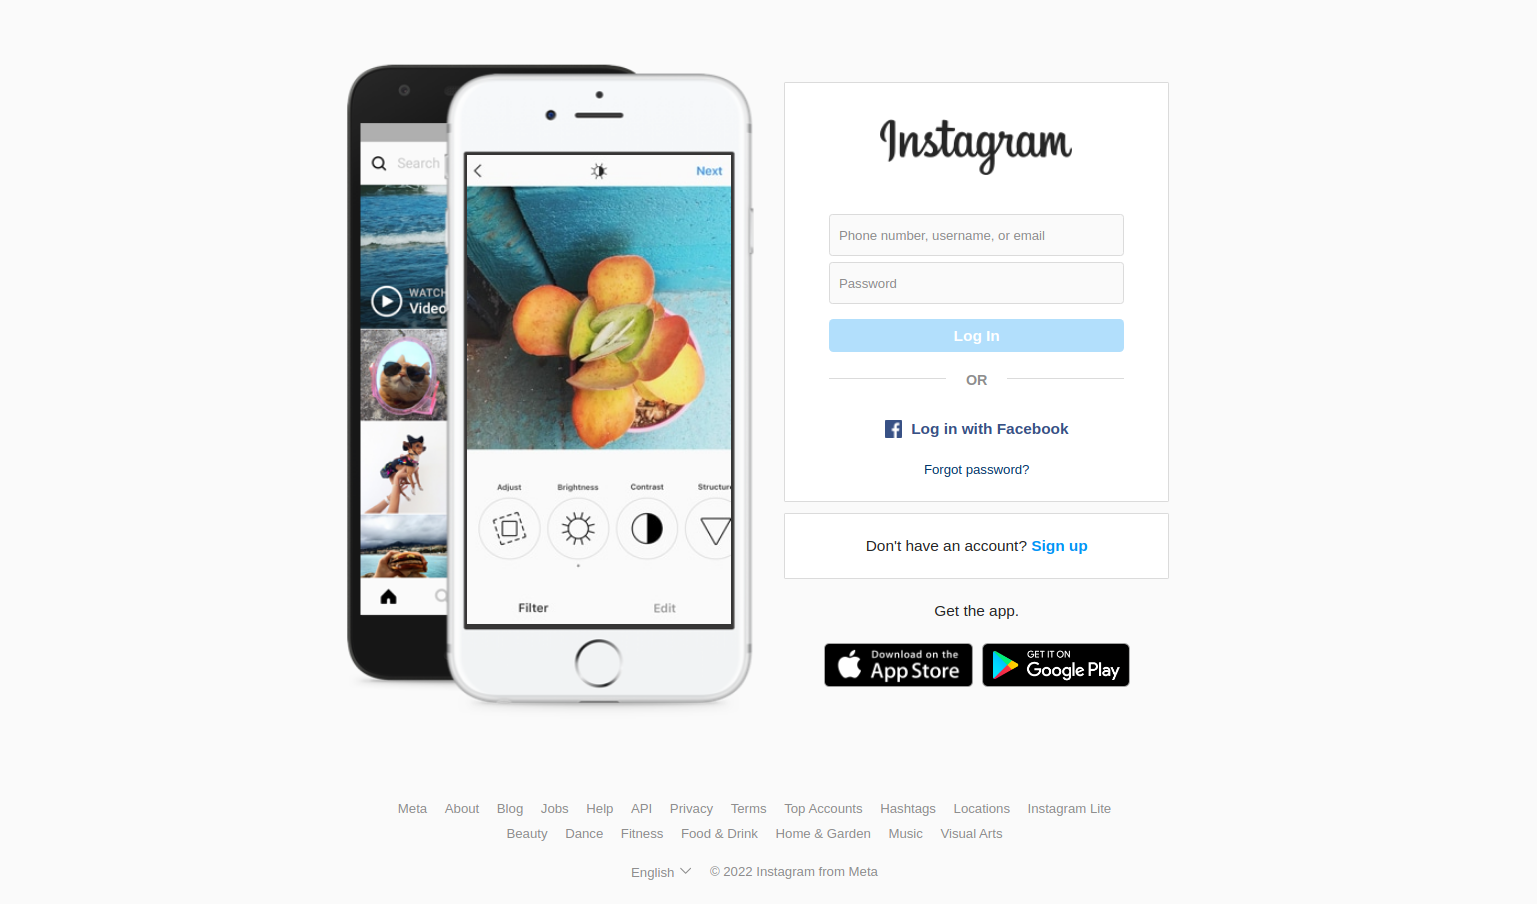 Search
WATCH
Video
Next
Adjust Brightness Contrast Structure
Filter Edit
Instagram
Phone number, username, or email
Password
Log In
OR
Log in with Facebook
Forgot password?
Don't have an account? Sign up
Get the app.
Download on the
App Store
GET IT ON
Google Play
Meta About Blog Jobs Help API Privacy Terms Top Accounts Hashtags Locations Instagram Lite
Beauty Dance Fitness Food & Drink Home & Garden Music Visual Arts
English © 2022 Instagram from Meta